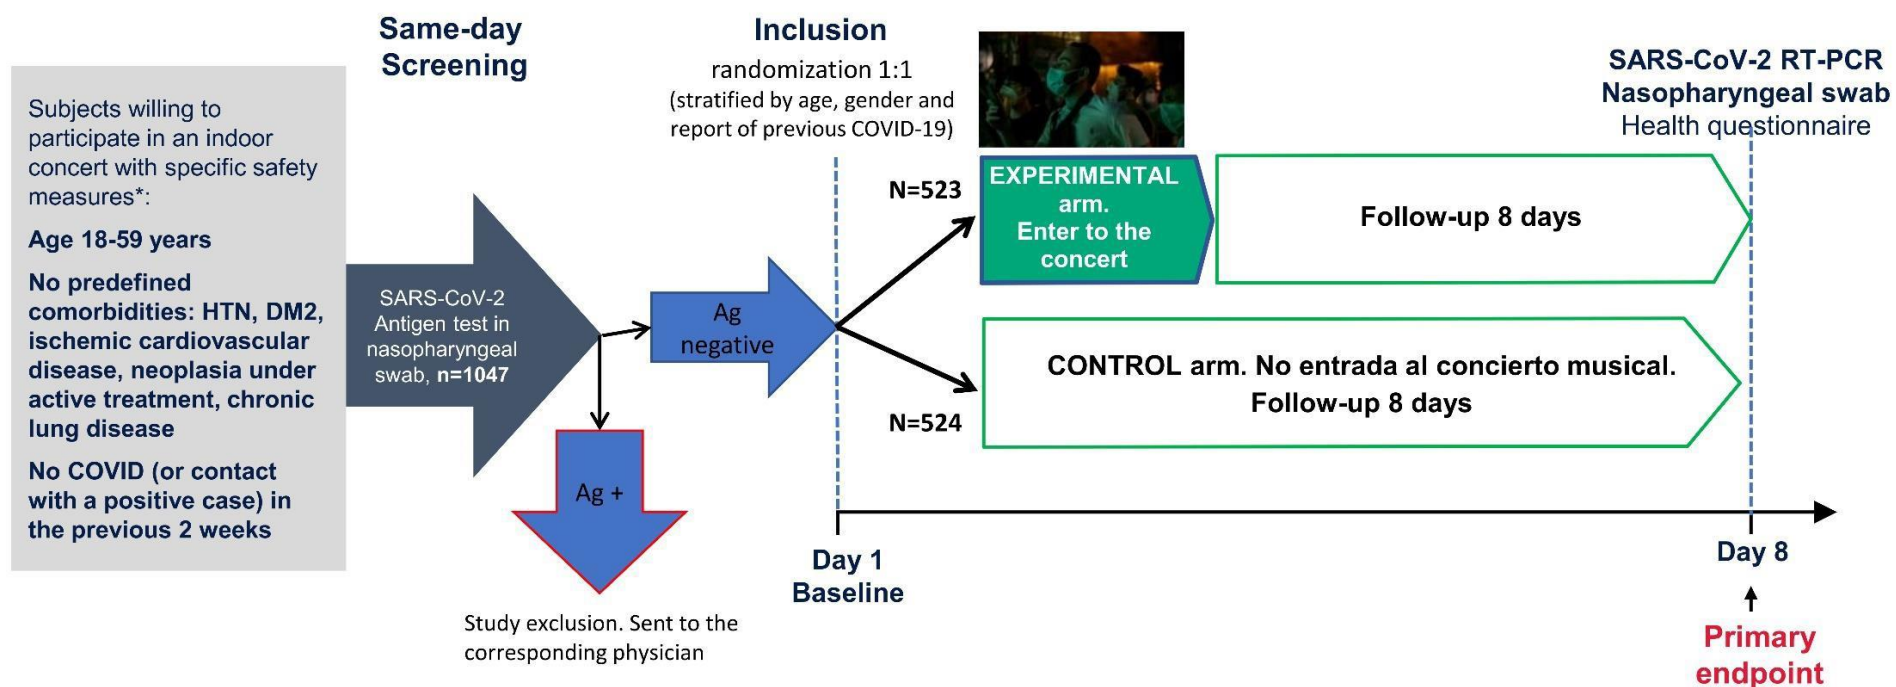 Same-day
Screening
Subjects willing to
participate in an indoor
concert with specific safety
measures*:
Age 18-59 years
No predefined
comorbidities: HTN, DM2,
ischemic cardiovascular
disease, neoplasia under
active treatment, chronic
lung disease
No COVID (or contact
with a positive case) in
the previous 2 weeks
SARS-CoV-2
Antigen test in
nasopharyngeal
swab, n=1047
Ag +
Study exclusion. Sent to the
corresponding physician
Ag
negative
Inclusion
randomization 1:1
(stratified by age, gender and
report of previous COVID-19)
N=523
EXPERIMENTAL
arm.
Enter to the
concert
Follow-up 8 days
N=524
CONTROL arm. No entrada al concierto musical.
Follow-up 8 days
SARS-CoV-2 RT-PCR
Nasopharyngeal swab
Health questionnaire
Day 1
Baseline
Day 8
Primary
endpoint